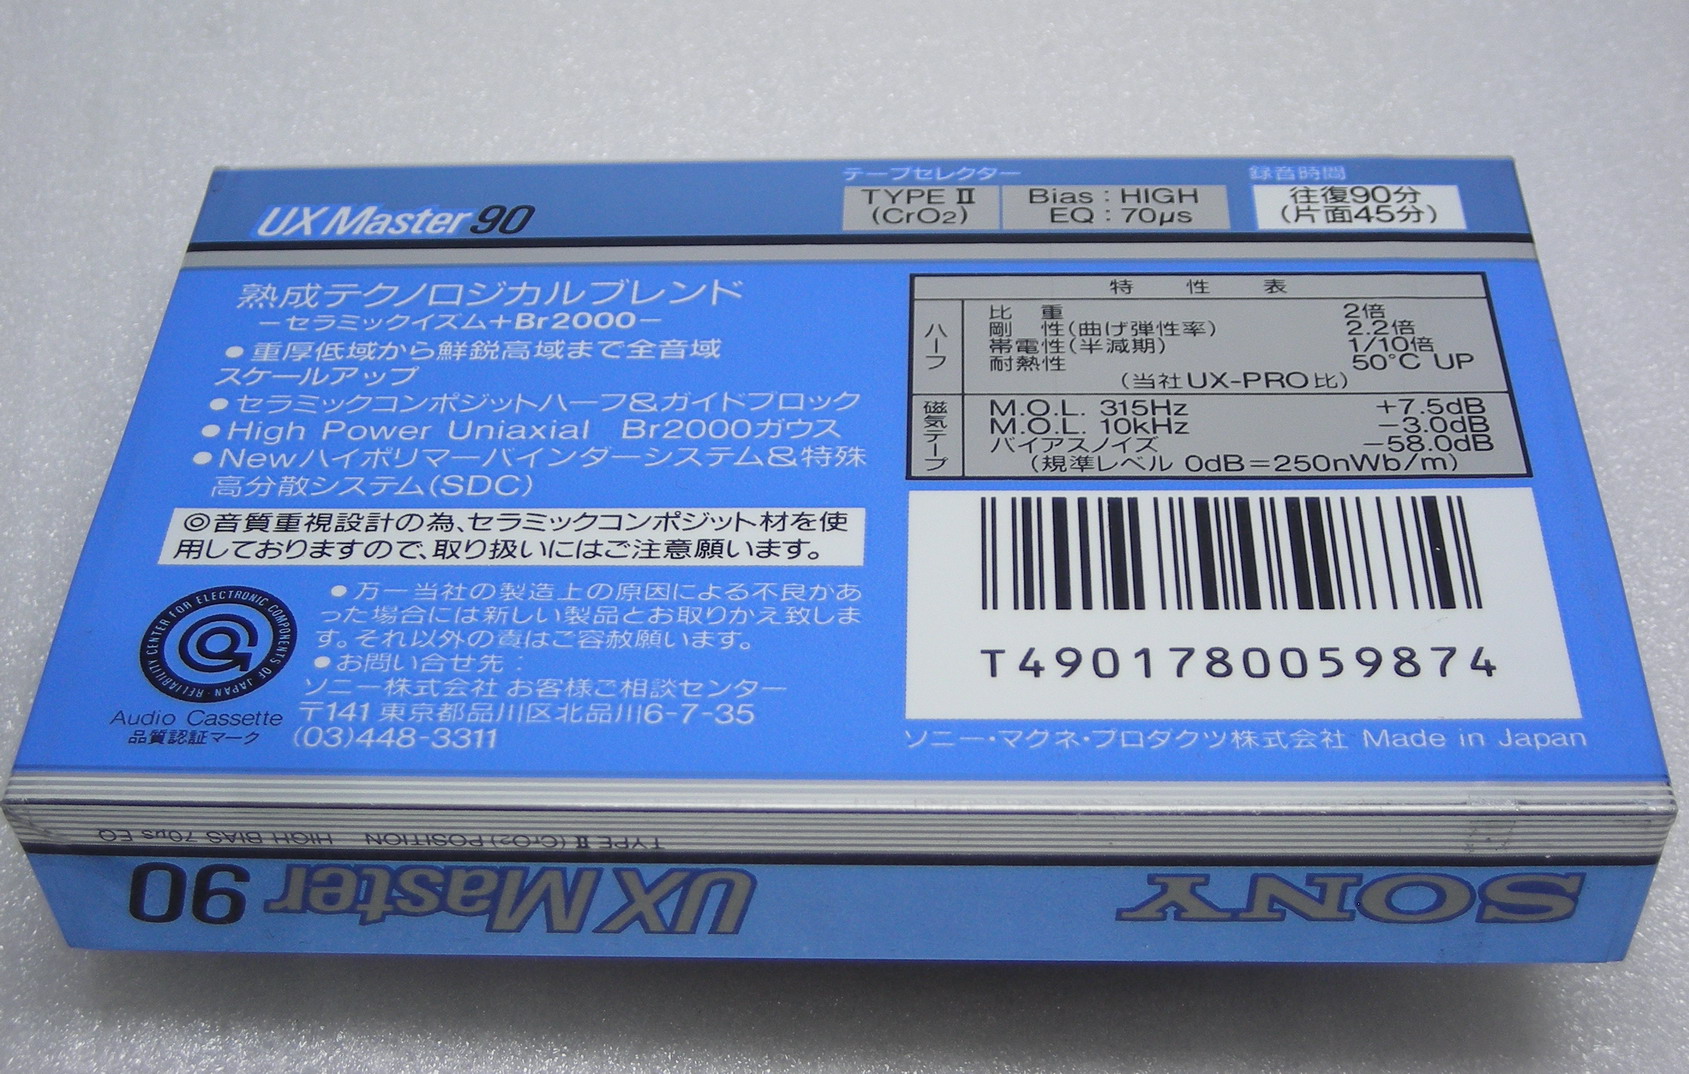 UX Master 90
テープセレクター
TYPE II
(CrO2)
Bias : HIGH
EQ : 70μs
録音時間
往復90分
(片面45分)
熟成テクノロジカルブレンド
−セラミックイズム+Br2000−
●重厚低域から鮮鋭高域まで全音域
スケールアップ
●セラミックコンポジットハーフ&ガイドブロック
●High Power Uniaxial Br2000ガウス
●Newハイポリマーバインダーシステム&特殊
高分散システム(SDC)
◎音質重視設計の為、セラミックコンポジット材を使
用しておりますので、取り扱いにはご注意願います。
●万一当社の製造上の原因による不良があ
った場合には新しい製品とお取りかえ致しま
す。それ以外の責はご容赦願います。
●お問い合せ先:
ソニー株式会社 お客様ご相談センター
〒141 東京都品川区北品川6-7-35
(03)448-3311
RELIABILITY CENTER FOR ELECTRONIC COMPONENTS OF JAPAN
Audio Cassette
品質認証マーク
特性表
ハーフ
比重 2倍
剛性(曲げ弾性率) 2.2倍
帯電性(半減期) 1/10倍
耐熱性 50°C UP
(当社UX-PRO比)
磁気テープ
M.O.L. 315Hz +7.5dB
M.O.L. 10kHz −3.0dB
バイアスノイズ −58.0dB
(規準レベル 0dB=250nWb/m)
T4901780059874
ソニー・マグネ・プロダクツ株式会社 Made in Japan
TYPE II (CrO2) POSITION HIGH BIAS 70μs EQ
SONY
UX Master 90